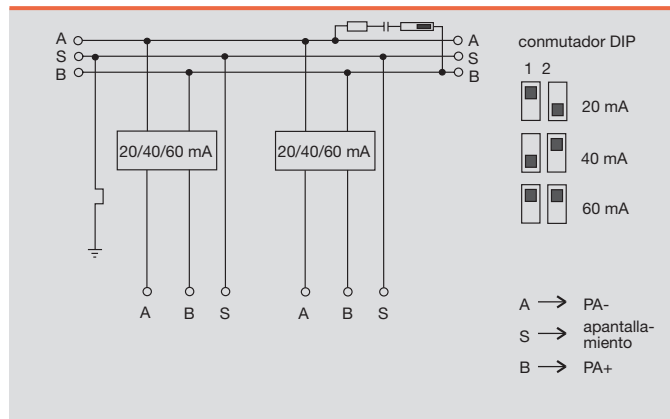 A A
S S
B B
20/40/60 mA 20/40/60 mA
A B S A B S
conmutador DIP
1 2
20 mA
40 mA
60 mA
A → PA-
S → apantalla-
miento
B → PA+